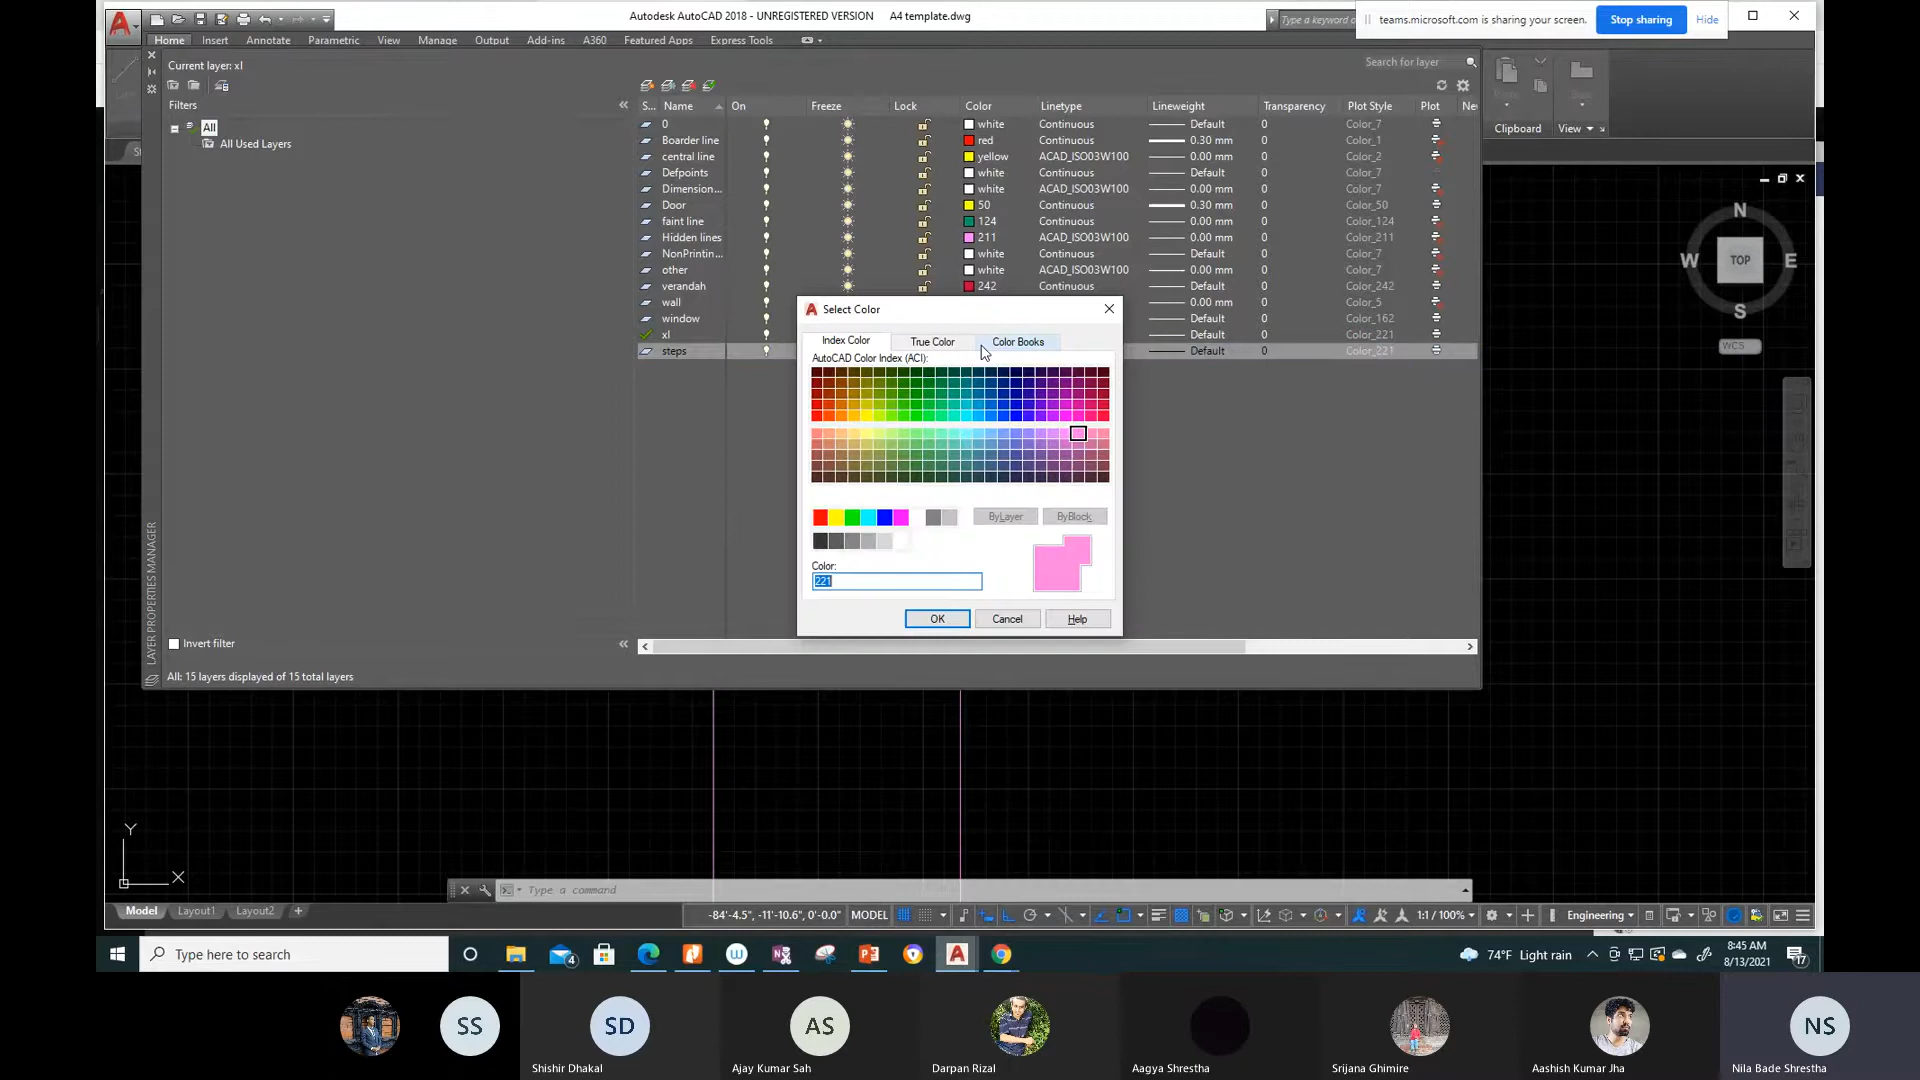 Autodesk AutoCAD 2018 - UNREGISTERED VERSION A4 template.dwg
Type a keyword
teams.microsoft.com is sharing your screen.
Stop sharing
Hide
Home Insert Annotate Parametric View Manage Output Add-ins A360 Featured Apps Express Tools
Current layer: xl
Search for layer
Filters
All
All Used Layers
S... Name On Freeze Lock Color Linetype Lineweight Transparency Plot Style Plot Ne
0 white Continuous Default 0 Color_7
Boarder line red Continuous 0.30 mm 0 Color_1
central line yellow ACAD_ISO03W100 0.00 mm 0 Color_2
Defpoints white Continuous Default 0 Color_7
Dimension... white ACAD_ISO03W100 0.00 mm 0 Color_7
Door 50 Continuous 0.30 mm 0 Color_50
faint line 124 Continuous 0.00 mm 0 Color_124
Hidden lines 211 ACAD_ISO03W100 0.00 mm 0 Color_211
NonPrintin... white Continuous Default 0 Color_7
other white ACAD_ISO03W100 0.00 mm 0 Color_7
verandah 242 Continuous Default 0 Color_242
wall 0.00 mm 0 Color_5
window Default 0 Color_162
xl Default 0 Color_221
steps Default 0 Color_221
Clipboard View
N
W TOP E
S
WCS
Select Color
Index Color True Color Color Books
AutoCAD Color Index (ACI):
ByLayer ByBlock
Color:
221
OK Cancel Help
LAYER PROPERTIES MANAGER
Invert filter
All: 15 layers displayed of 15 total layers
Y
X
Type a command
Model Layout1 Layout2 +
-84'-4.5", -11'-10.6", 0'-0.0" MODEL 1:1 / 100% Engineering
Type here to search
4
74°F Light rain
8:45 AM
8/13/2021
17
SS SD AS NS
Shishir Dhakal Ajay Kumar Sah Darpan Rizal Aagya Shrestha Srijana Ghimire Aashish Kumar Jha Nila Bade Shrestha